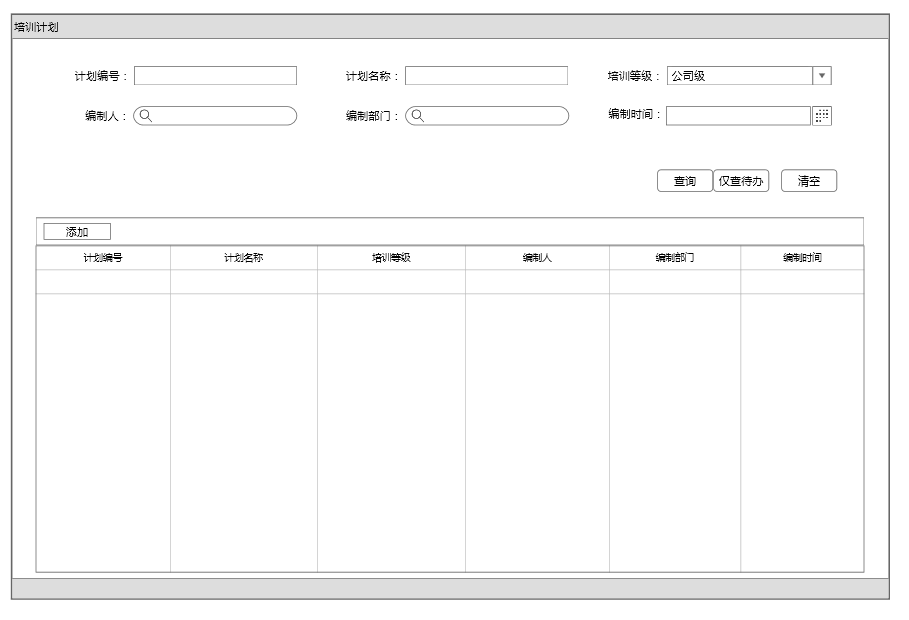 培训计划
计划编号： 计划名称： 培训等级： 公司级
编制人： 编制部门： 编制时间：
查询 仅查待办 清空
添加
计划编号 计划名称 培训等级 编制人 编制部门 编制时间